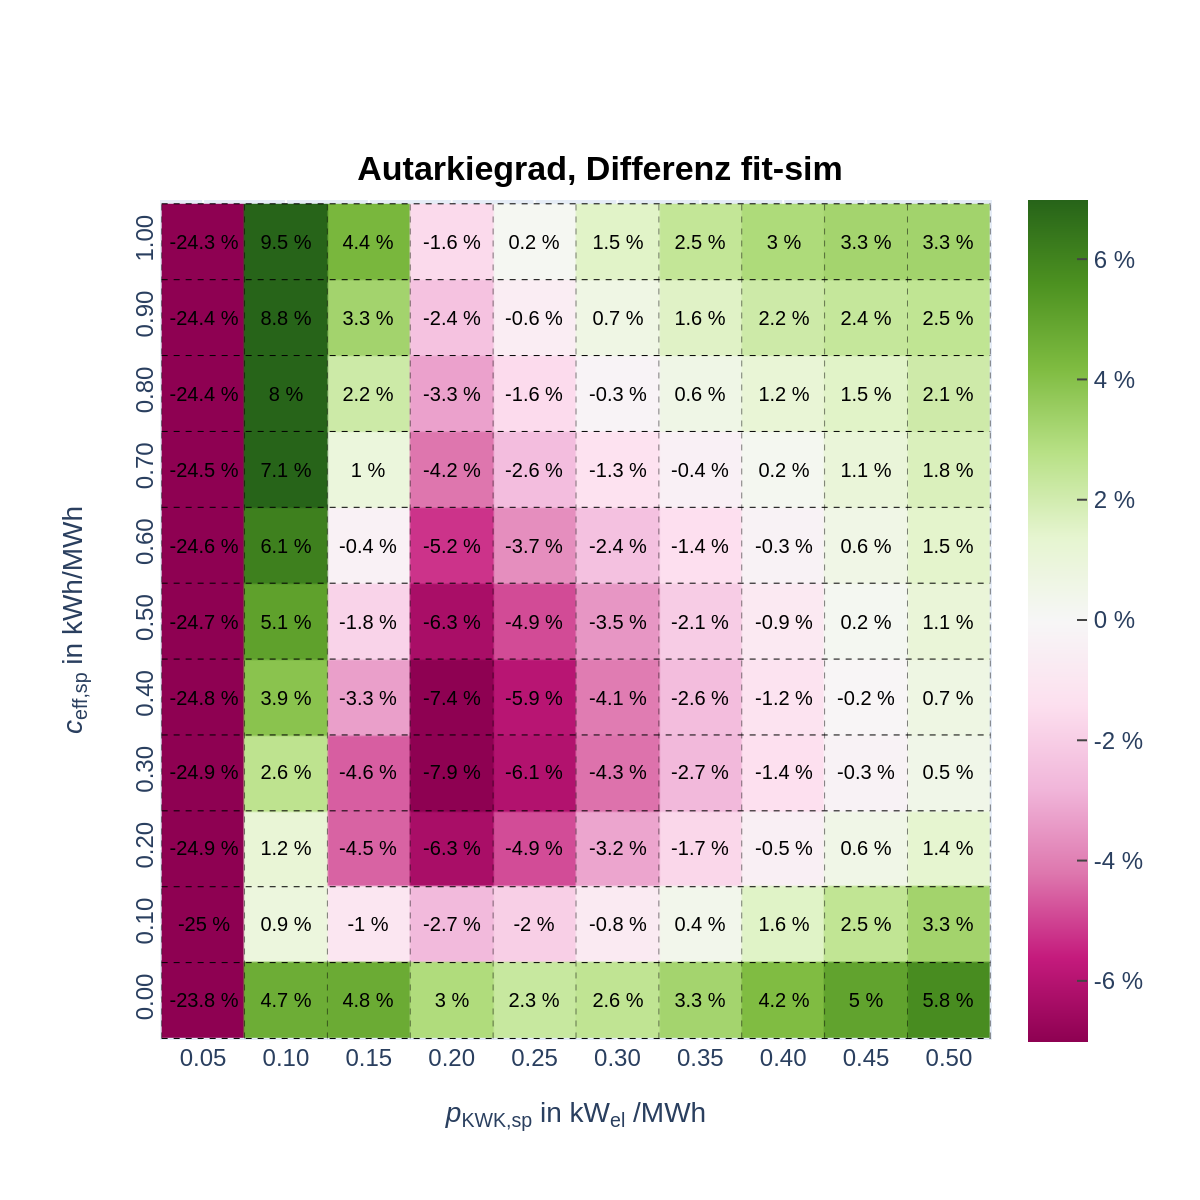 Autarkiegrad, Differenz fit-sim
1.00 -24.3 % 9.5 % 4.4 % -1.6 % 0.2 % 1.5 % 2.5 % 3 % 3.3 % 3.3 %
0.90 -24.4 % 8.8 % 3.3 % -2.4 % -0.6 % 0.7 % 1.6 % 2.2 % 2.4 % 2.5 %
0.80 -24.4 % 8 % 2.2 % -3.3 % -1.6 % -0.3 % 0.6 % 1.2 % 1.5 % 2.1 %
0.70 -24.5 % 7.1 % 1 % -4.2 % -2.6 % -1.3 % -0.4 % 0.2 % 1.1 % 1.8 %
0.60 -24.6 % 6.1 % -0.4 % -5.2 % -3.7 % -2.4 % -1.4 % -0.3 % 0.6 % 1.5 %
0.50 -24.7 % 5.1 % -1.8 % -6.3 % -4.9 % -3.5 % -2.1 % -0.9 % 0.2 % 1.1 %
0.40 -24.8 % 3.9 % -3.3 % -7.4 % -5.9 % -4.1 % -2.6 % -1.2 % -0.2 % 0.7 %
0.30 -24.9 % 2.6 % -4.6 % -7.9 % -6.1 % -4.3 % -2.7 % -1.4 % -0.3 % 0.5 %
0.20 -24.9 % 1.2 % -4.5 % -6.3 % -4.9 % -3.2 % -1.7 % -0.5 % 0.6 % 1.4 %
0.10 -25 % 0.9 % -1 % -2.7 % -2 % -0.8 % 0.4 % 1.6 % 2.5 % 3.3 %
0.00 -23.8 % 4.7 % 4.8 % 3 % 2.3 % 2.6 % 3.3 % 4.2 % 5 % 5.8 %
0.05 0.10 0.15 0.20 0.25 0.30 0.35 0.40 0.45 0.50
pKWK,sp in kWel /MWh
ceff,sp in kWh/MWh
6 %
4 %
2 %
0 %
-2 %
-4 %
-6 %